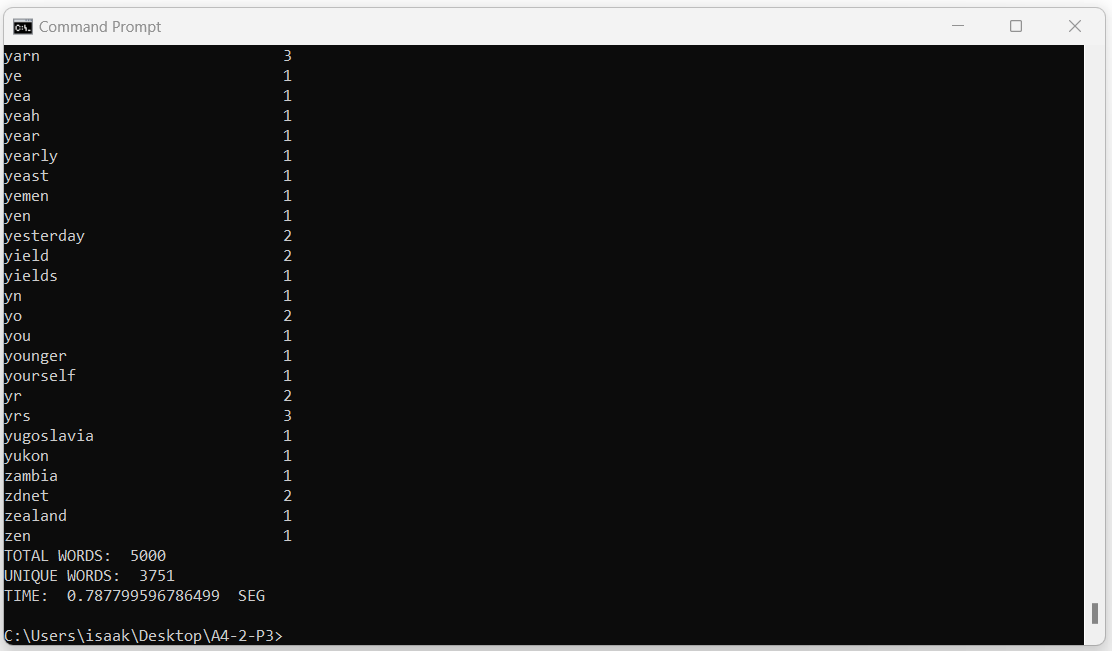 Command Prompt
yarn 3
ye 1
yea 1
yeah 1
year 1
yearly 1
yeast 1
yemen 1
yen 1
yesterday 2
yield 2
yields 1
yn 1
yo 2
you 1
younger 1
yourself 1
yr 2
yrs 3
yugoslavia 1
yukon 1
zambia 1
zdnet 2
zealand 1
zen 1
TOTAL WORDS:  5000
UNIQUE WORDS:  3751
TIME:  0.787799596786499  SEG
C:\Users\isaak\Desktop\A4-2-P3>